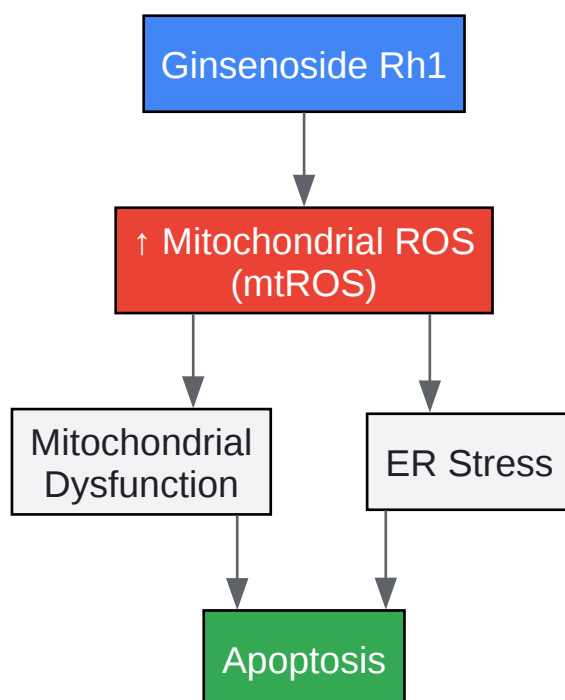 Ginsenoside Rh1
↑ Mitochondrial ROS
(mtROS)
Mitochondrial
Dysfunction
ER Stress
Apoptosis